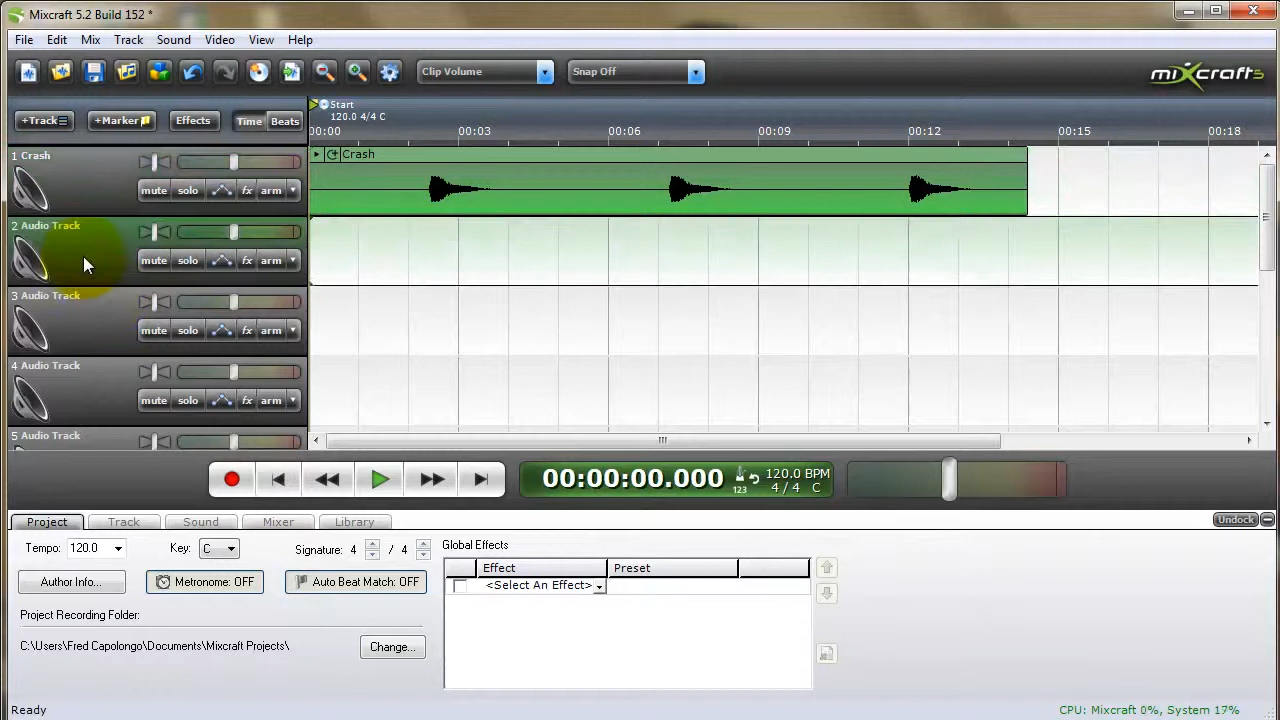 Mixcraft 5.2 Build 152 *
File Edit Mix Track Sound Video View Help
Clip Volume Snap Off mixcraft5
+Track +Marker Effects Time Beats
Start
120.0 4/4 C
00:00 00:03 00:06 00:09 00:12 00:15 00:18
1 Crash
Crash
mute solo fx arm
2 Audio Track
mute solo fx arm
3 Audio Track
mute solo fx arm
4 Audio Track
mute solo fx arm
5 Audio Track
00:00:00.000 123 120.0 BPM
4 / 4 C
Project Track Sound Mixer Library Undock
Tempo: 120.0 Key: C Signature: 4 / 4
Global Effects
Effect Preset
<Select An Effect>
Author Info... Metronome: OFF Auto Beat Match: OFF
Project Recording Folder:
C:\Users\Fred Capolongo\Documents\Mixcraft Projects\ Change...
Ready
CPU: Mixcraft 0%, System 17%